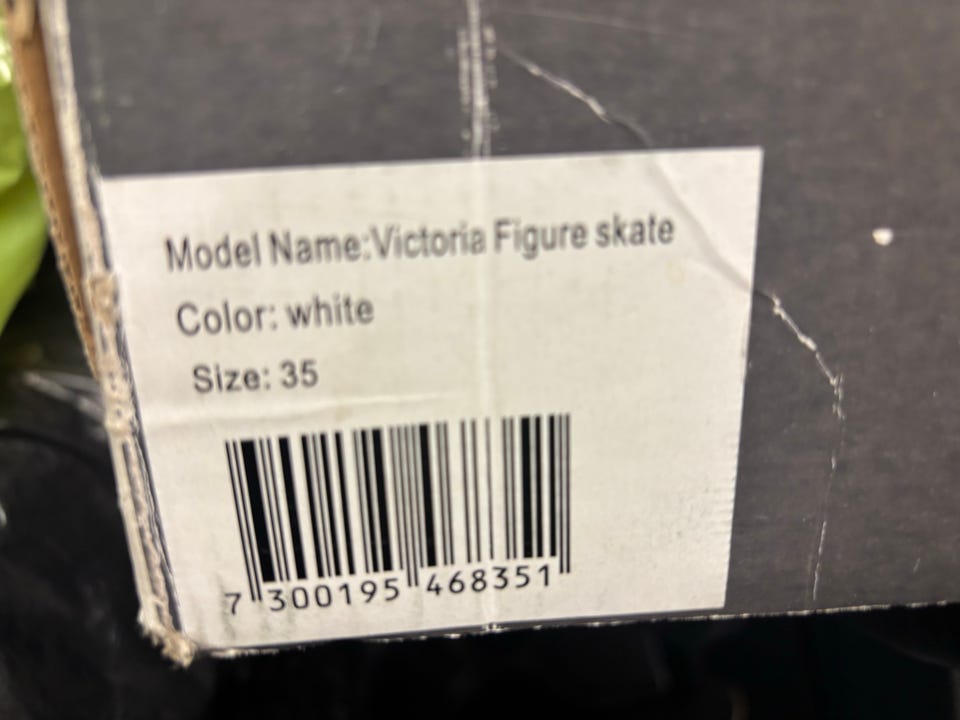 Model Name:Victoria Figure skate
Color: white
Size: 35
7 300195 468351